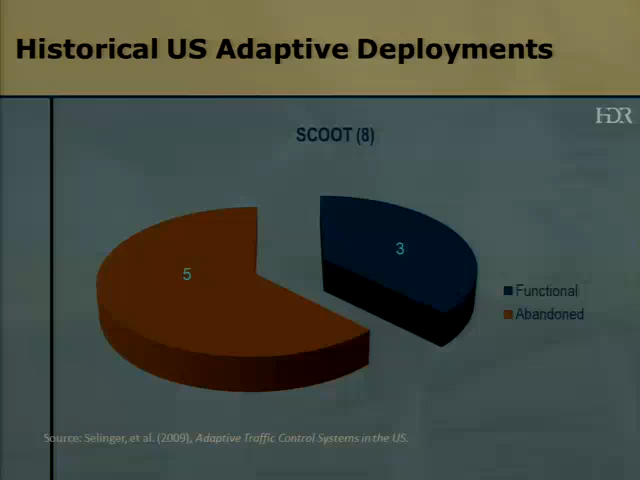 Historical US Adaptive Deployments
HDR
SCOOT (8)
3
5
Functional
Abandoned
Source: Selinger, et al. (2009), Adaptive Traffic Control Systems in the US.